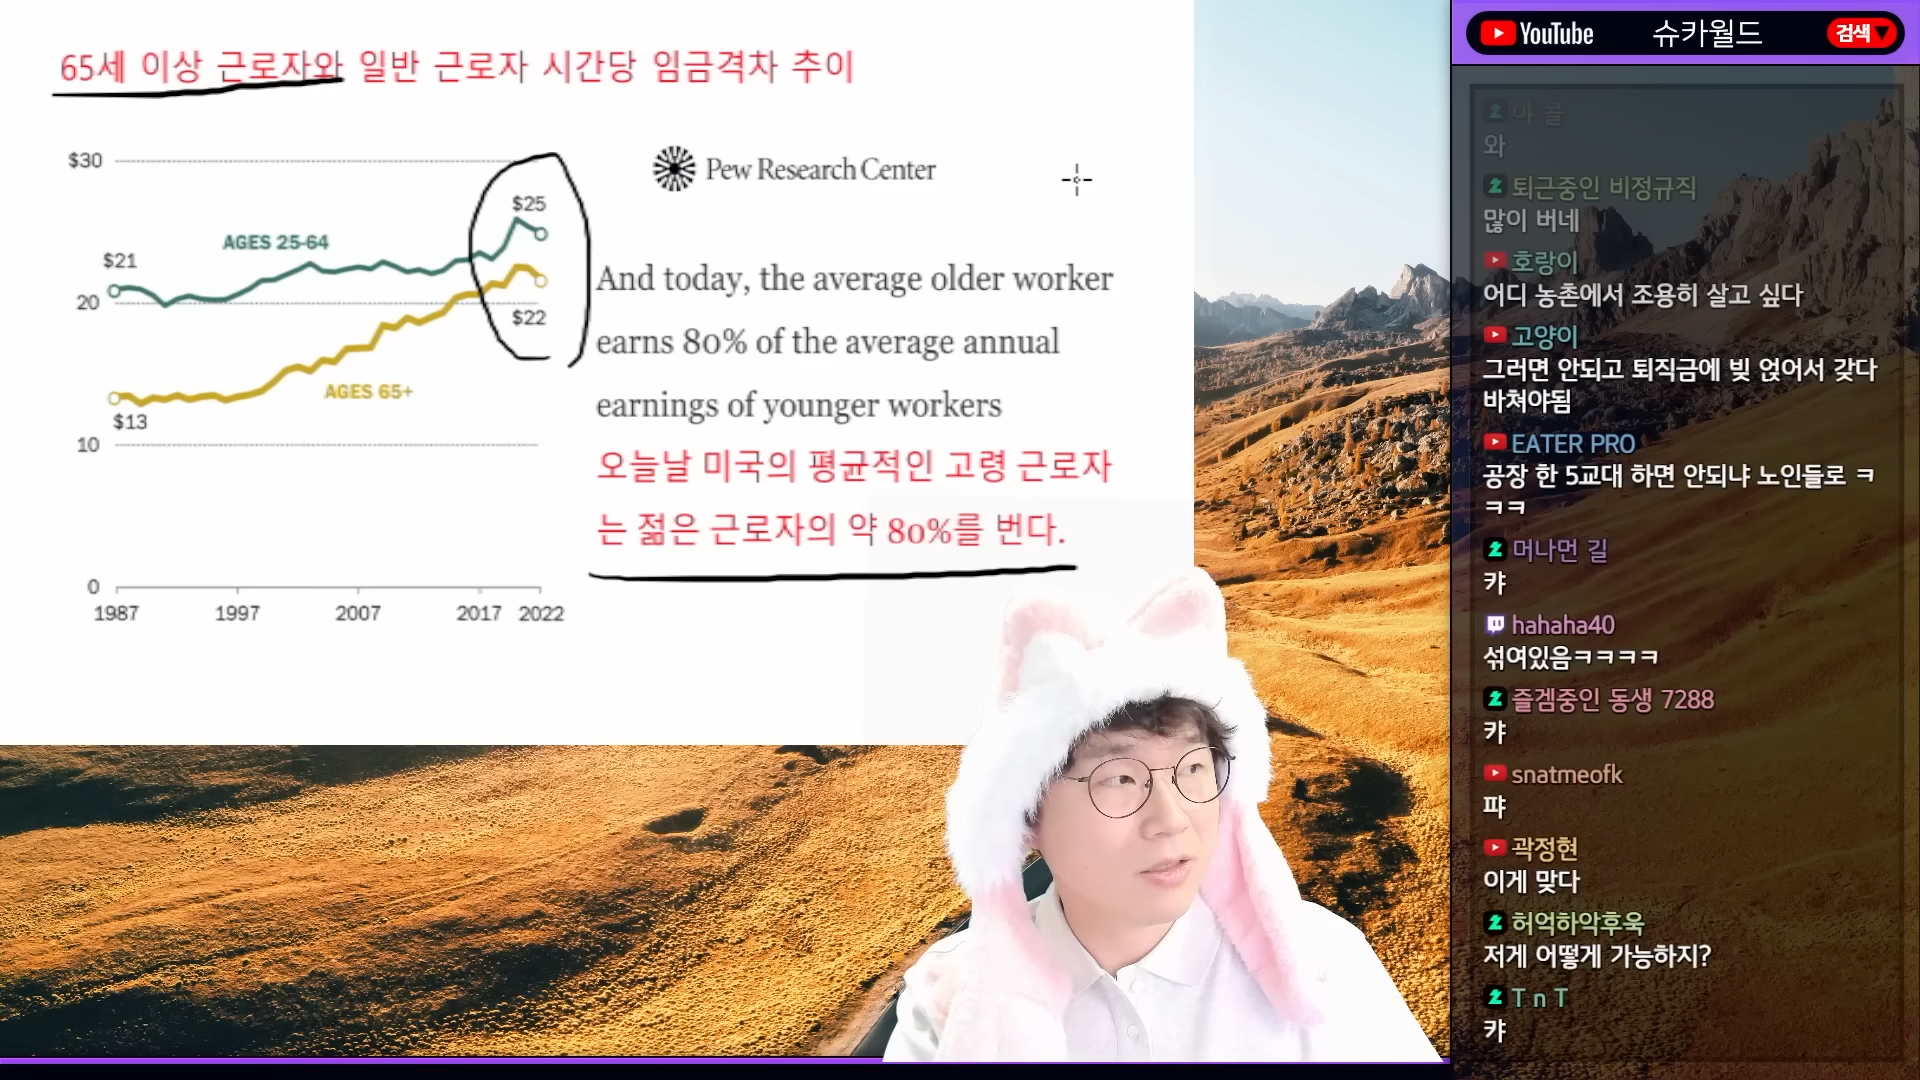 65세 이상 근로자와 일반 근로자 시간당 임금격차 추이
$30
20
10
0
$21
AGES 25-64
$25
$22
AGES 65+
$13
1987 1997 2007 2017 2022
Pew Research Center
And today, the average older worker
earns 80% of the average annual
earnings of younger workers
오늘날 미국의 평균적인 고령 근로자
는 젊은 근로자의 약 80%를 번다.
YouTube 슈카월드 검색
야 콜
와
퇴근중인 비정규직
많이 버네
호랑이
어디 농촌에서 조용히 살고 싶다
고양이
그러면 안되고 퇴직금에 빚 얹어서 갖다
바쳐야됨
EATER PRO
공장 한 5교대 하면 안되냐 노인들로 ㅋ
ㅋㅋ
머나먼 길
캬
hahaha40
섞여있음ㅋㅋㅋㅋ
즐겜중인 동생 7288
캬
snatmeofk
퍄
곽정현
이게 맞다
허억하악후욱
저게 어떻게 가능하지?
T n T
캬